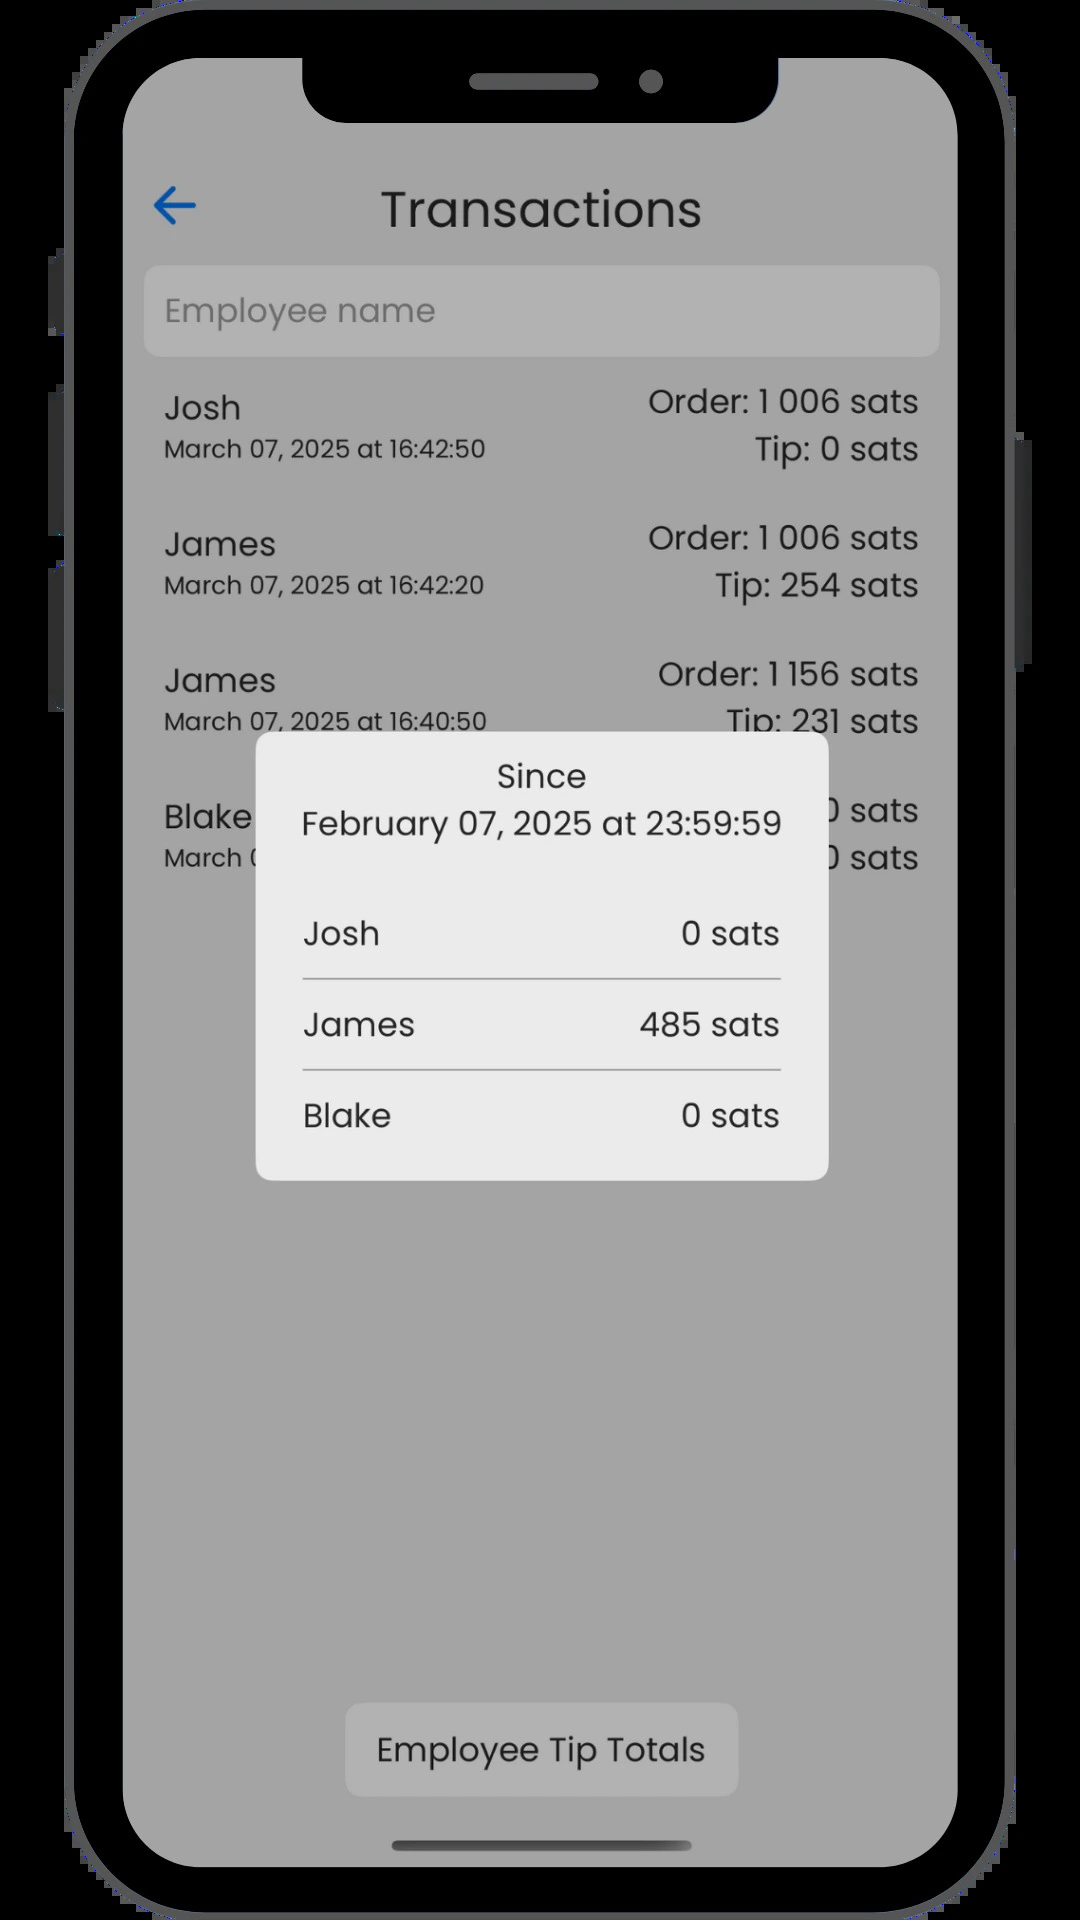 Transactions
Employee name
Josh
Order: 1 006 sats
March 07, 2025 at 16:42:50
Tip: 0 sats
James
Order: 1 006 sats
March 07, 2025 at 16:42:20
Tip: 254 sats
James
Order: 1 156 sats
March 07, 2025 at 16:40:50
Tip: 231 sats
Blake
0 sats
March
0 sats
Since
February 07, 2025 at 23:59:59
Josh 0 sats
James 485 sats
Blake 0 sats
Employee Tip Totals